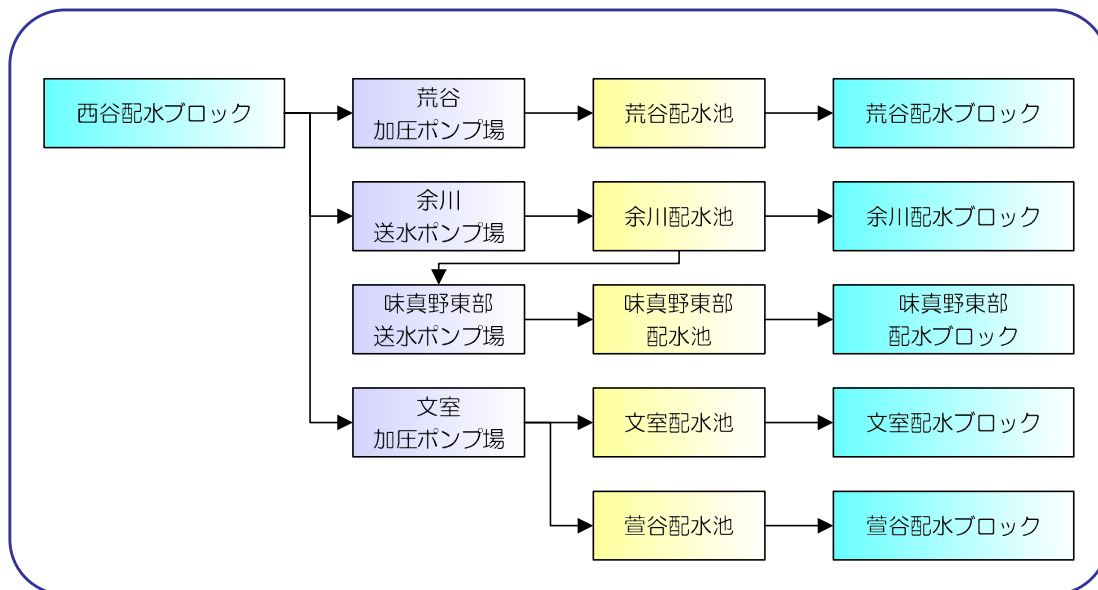 西谷配水ブロック
荒谷
加圧ポンプ場
荒谷配水池
荒谷配水ブロック
余川
送水ポンプ場
余川配水池
余川配水ブロック
味真野東部
送水ポンプ場
味真野東部
配水池
味真野東部
配水ブロック
文室
加圧ポンプ場
文室配水池
文室配水ブロック
萱谷配水池
萱谷配水ブロック